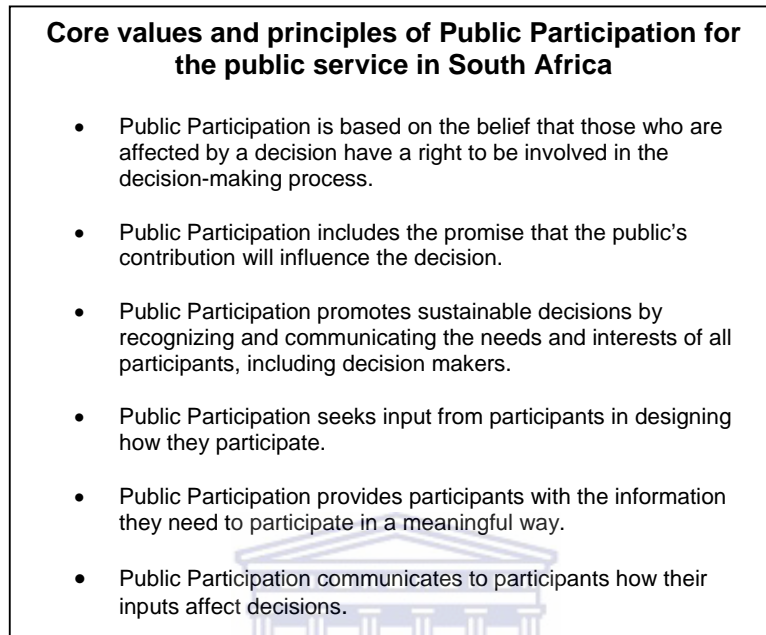 Core values and principles of Public Participation for
the public service in South Africa
• Public Participation is based on the belief that those who are
affected by a decision have a right to be involved in the
decision-making process.
• Public Participation includes the promise that the public’s
contribution will influence the decision.
• Public Participation promotes sustainable decisions by
recognizing and communicating the needs and interests of all
participants, including decision makers.
• Public Participation seeks input from participants in designing
how they participate.
• Public Participation provides participants with the information
they need to participate in a meaningful way.
• Public Participation communicates to participants how their
inputs affect decisions.